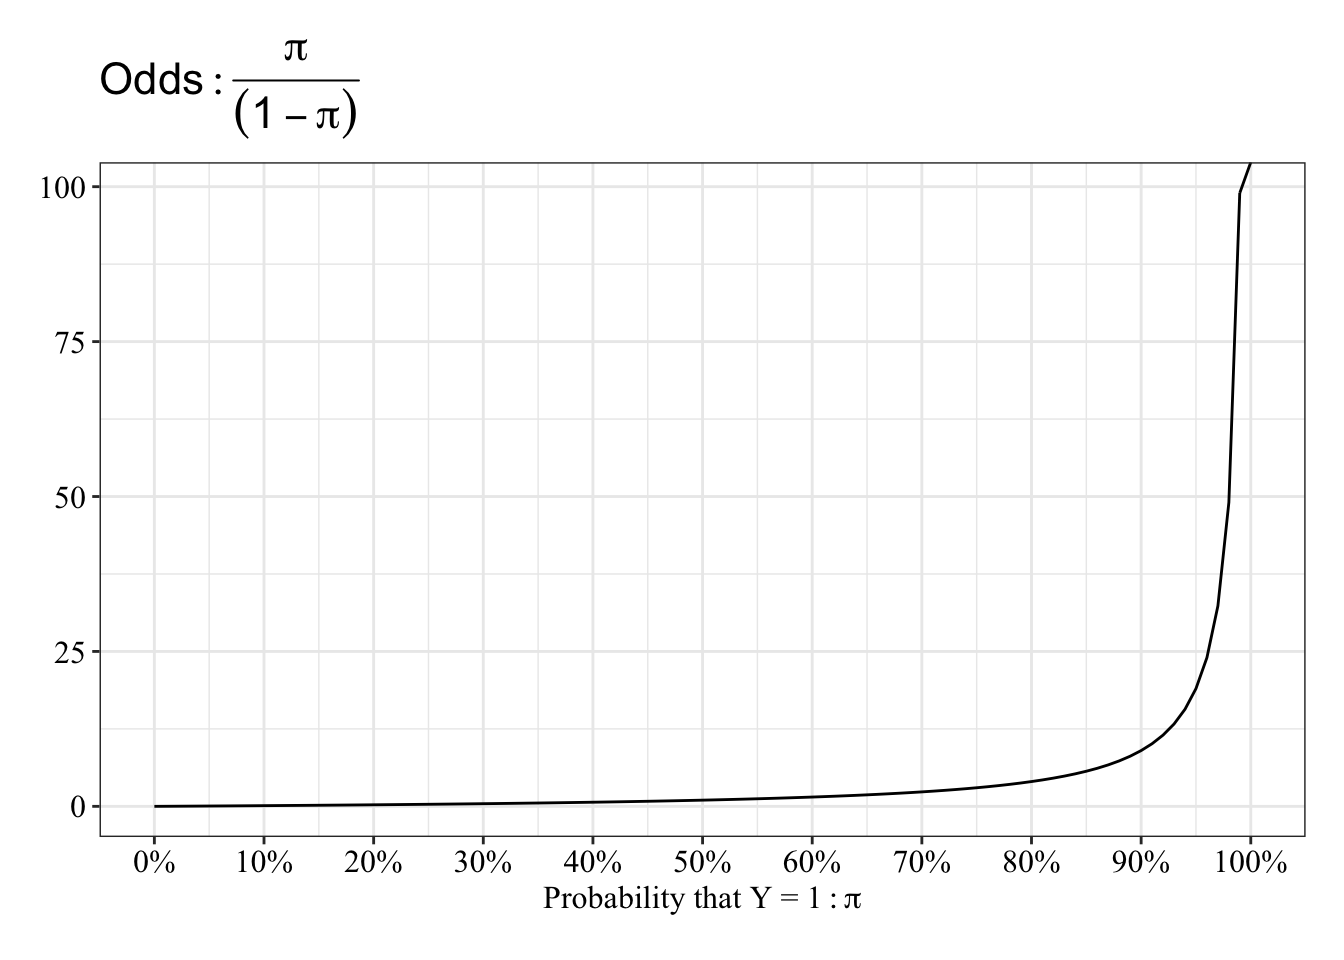 Odds : π
(1 − π)
100
75
50
25
0
0% 10% 20% 30% 40% 50% 60% 70% 80% 90% 100%
Probability that Y = 1 : π